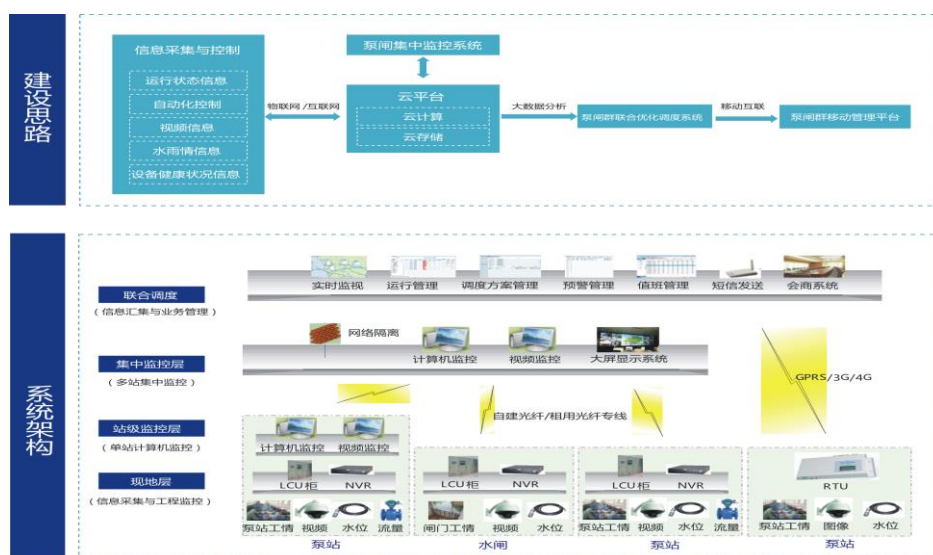 建设思路
信息采集与控制
运行状态信息
自动化控制
视频信息
水雨情信息
设备健康状况信息
物联网/互联网
泵闸集中监控系统
云平台
云计算
云存储
大数据分析
泵闸群联合优化调度系统
移动互联
泵闸群移动管理平台
系统架构
联合调度
(信息汇集与业务管理)
实时监视 运行管理 调度方案管理 预警管理 值班管理 短信发送 会商系统
网络隔离
集中监控层
(多站集中监控)
计算机监控 视频监控 大屏显示系统
GPRS/3G/4G
自建光纤/租用光纤专线
站级监控层
(单站计算机监控)
计算机监控 视频监控
现地层
(信息采集与工程监控)
LCU柜 NVR LCU柜 NVR LCU柜 NVR RTU
泵站工情 视频 水位 流量 闸门工情 视频 水位 泵站工情 视频 水位 流量 泵站工情 图像 水位
泵站 水闸 泵站 泵站